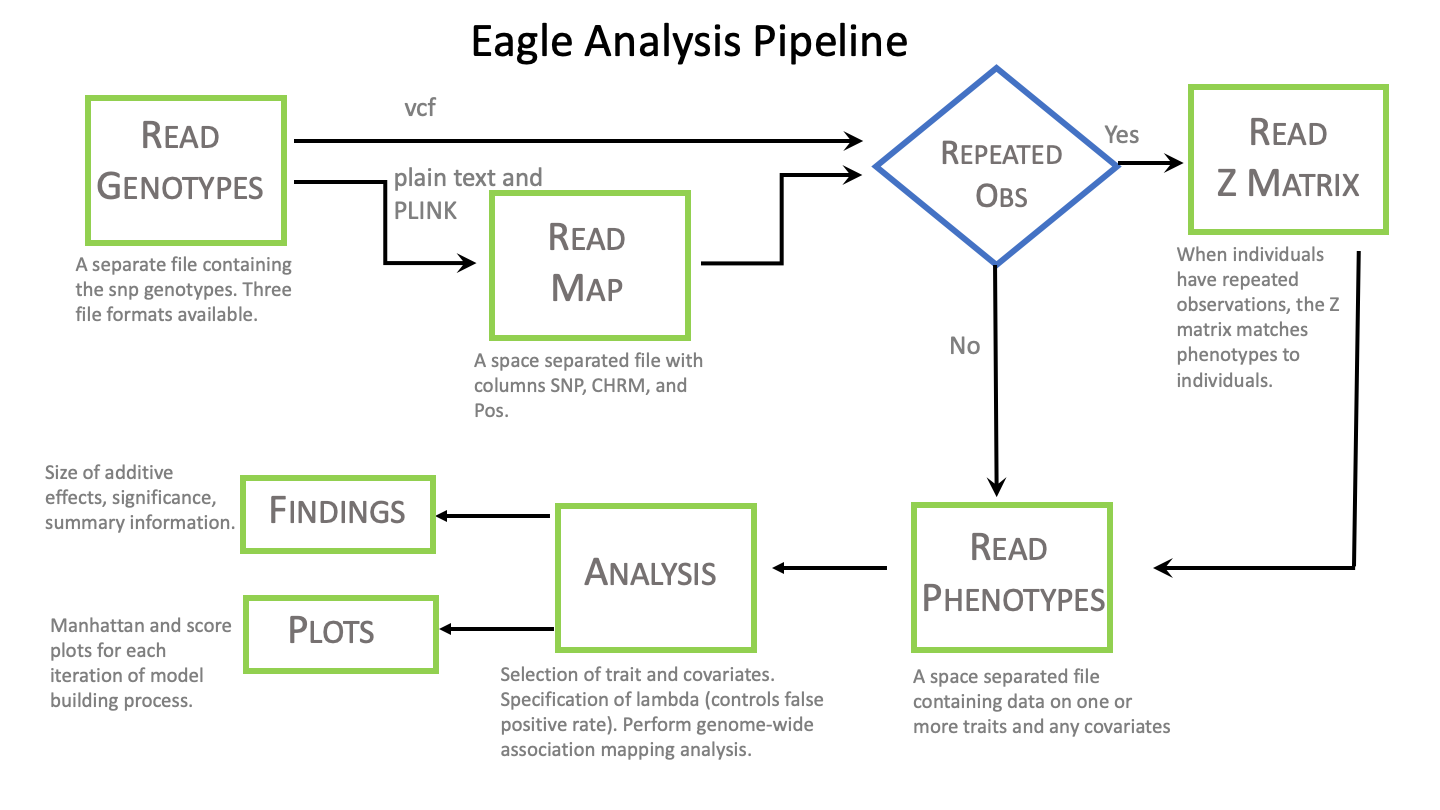 Eagle Analysis Pipeline
READ
GENOTYPES
A separate file containing
the snp genotypes. Three
file formats available.
vcf
plain text and
PLINK
READ
MAP
A space separated file with
columns SNP, CHRM, and
Pos.
REPEATED
OBS
Yes
No
READ
Z MATRIX
When individuals
have repeated
observations, the Z
matrix matches
phenotypes to
individuals.
READ
PHENOTYPES
A space separated file
containing data on one or
more traits and any covariates
ANALYSIS
Selection of trait and covariates.
Specification of lambda (controls false
positive rate). Perform genome-wide
association mapping analysis.
FINDINGS
Size of additive
effects, significance,
summary information.
PLOTS
Manhattan and score
plots for each
iteration of model
building process.